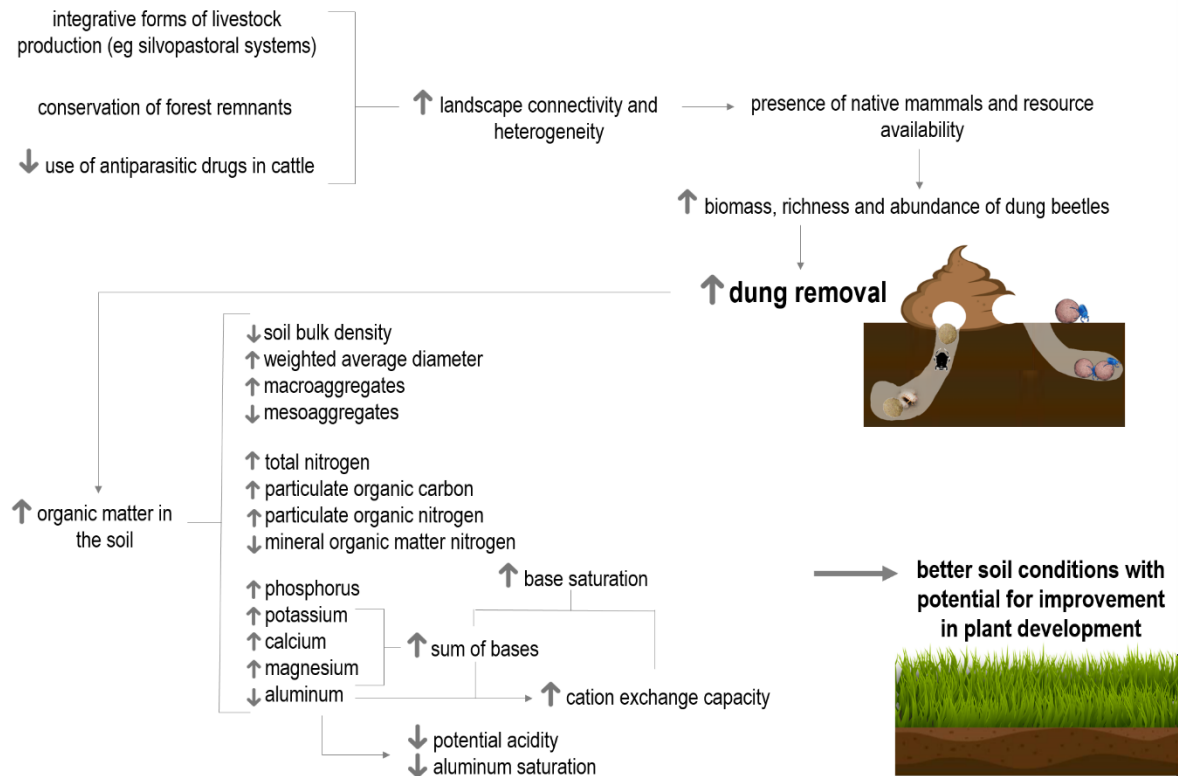 integrative forms of livestock
production (eg silvopastoral systems)
conservation of forest remnants
↓ use of antiparasitic drugs in cattle
↑ landscape connectivity and
heterogeneity
presence of native mammals and resource
availability
↑ biomass, richness and abundance of dung beetles
↑ dung removal
↑ organic matter in
the soil
↓ soil bulk density
↑ weighted average diameter
↑ macroaggregates
↓ mesoaggregates
↑ total nitrogen
↑ particulate organic carbon
↑ particulate organic nitrogen
↓ mineral organic matter nitrogen
↑ phosphorus
↑ potassium
↑ calcium
↑ magnesium
↓ aluminum
↑ base saturation
↑ sum of bases
↑ cation exchange capacity
↓ potential acidity
↓ aluminum saturation
better soil conditions with
potential for improvement
in plant development